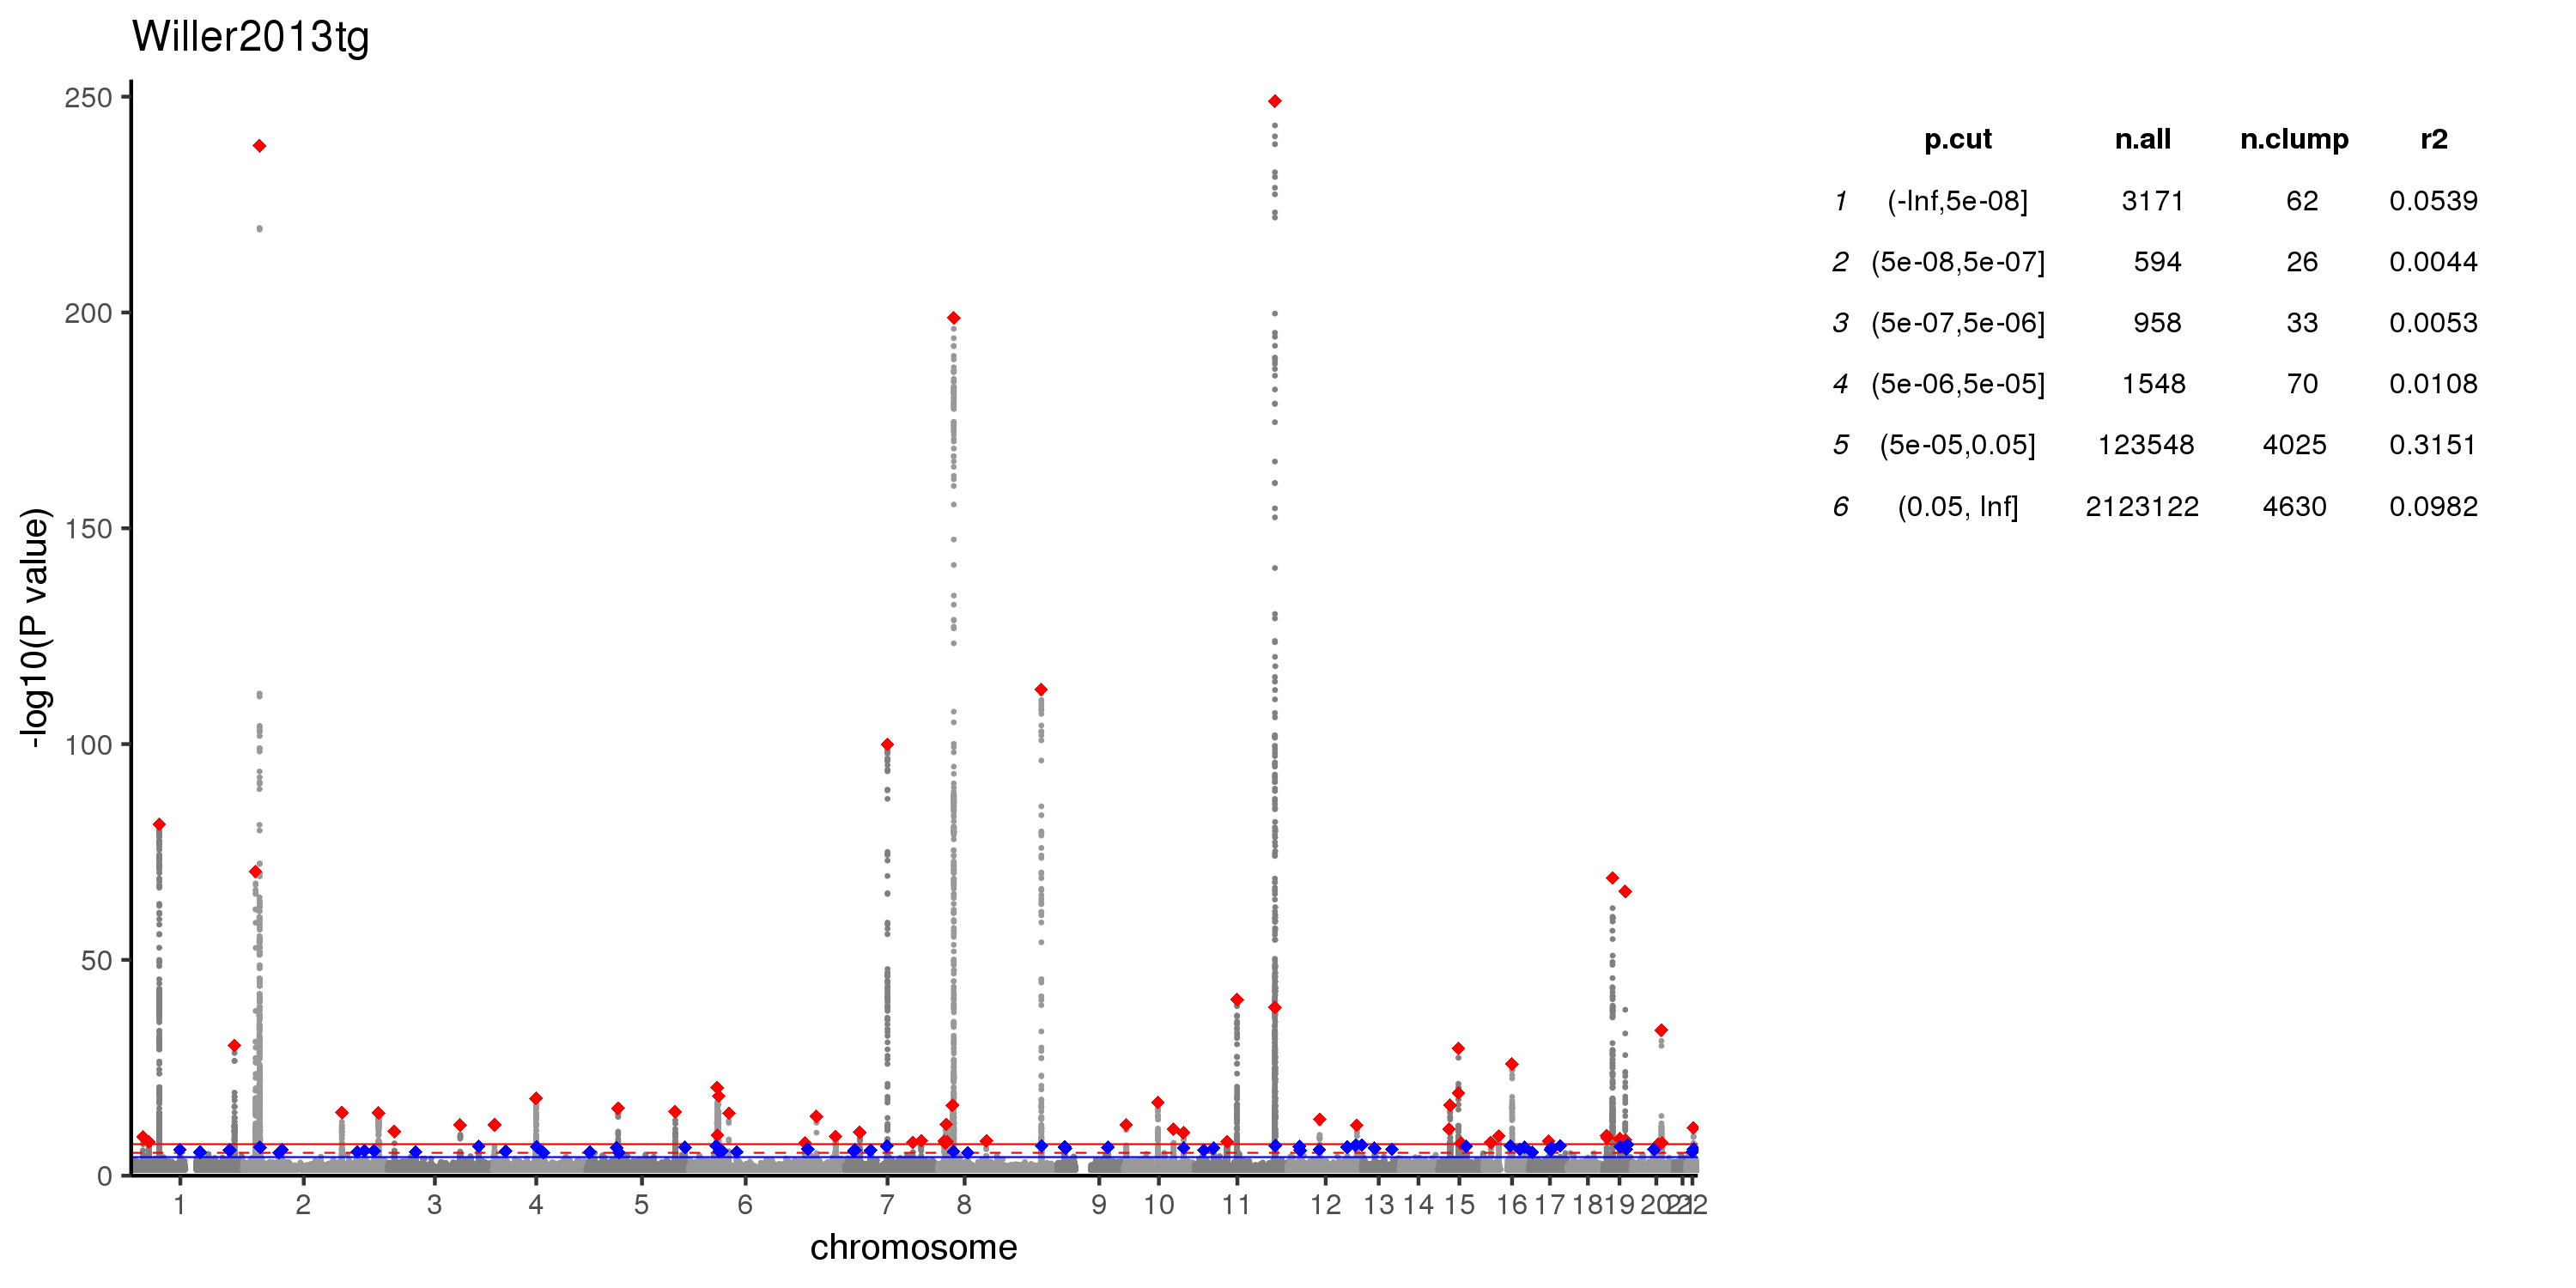 Willer2013tg
250
200
150
100
50
0
-log10(P value)
1 2 3 4 5 6 7 8 9 10 11 12 13 14 15 16 17 18 19 20 21 22
chromosome
p.cut n.all n.clump r2
1 (-Inf,5e-08] 3171 62 0.0539
2 (5e-08,5e-07] 594 26 0.0044
3 (5e-07,5e-06] 958 33 0.0053
4 (5e-06,5e-05] 1548 70 0.0108
5 (5e-05,0.05] 123548 4025 0.3151
6 (0.05, Inf] 2123122 4630 0.0982